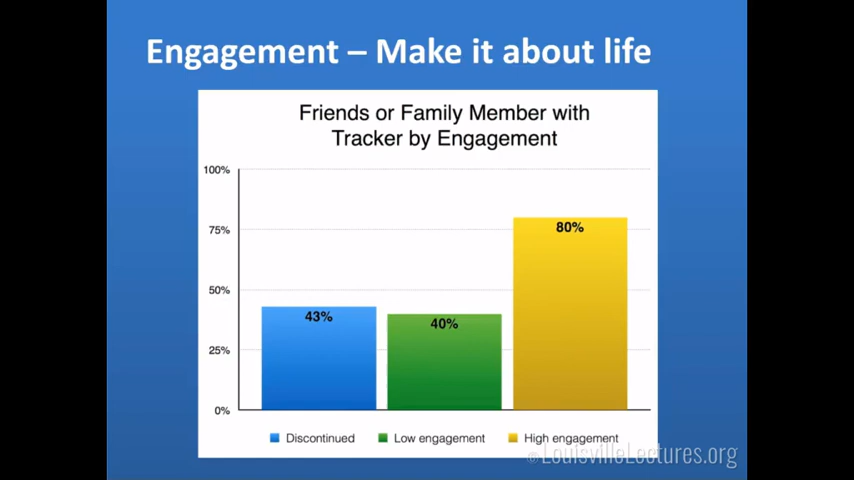 Engagement – Make it about life
Friends or Family Member with
Tracker by Engagement
100%
75%
50%
25%
0%
43%
40%
80%
Discontinued
Low engagement
High engagement
LouisvilleLectures.org